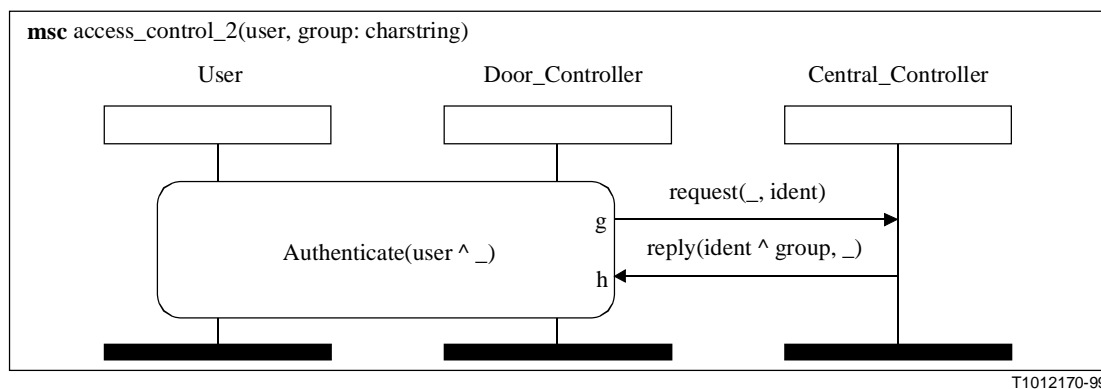 msc access_control_2(user, group: charstring)
User Door_Controller Central_Controller
request(_, ident)
g
Authenticate(user ^ _)
reply(ident ^ group, _)
h
T1012170-99